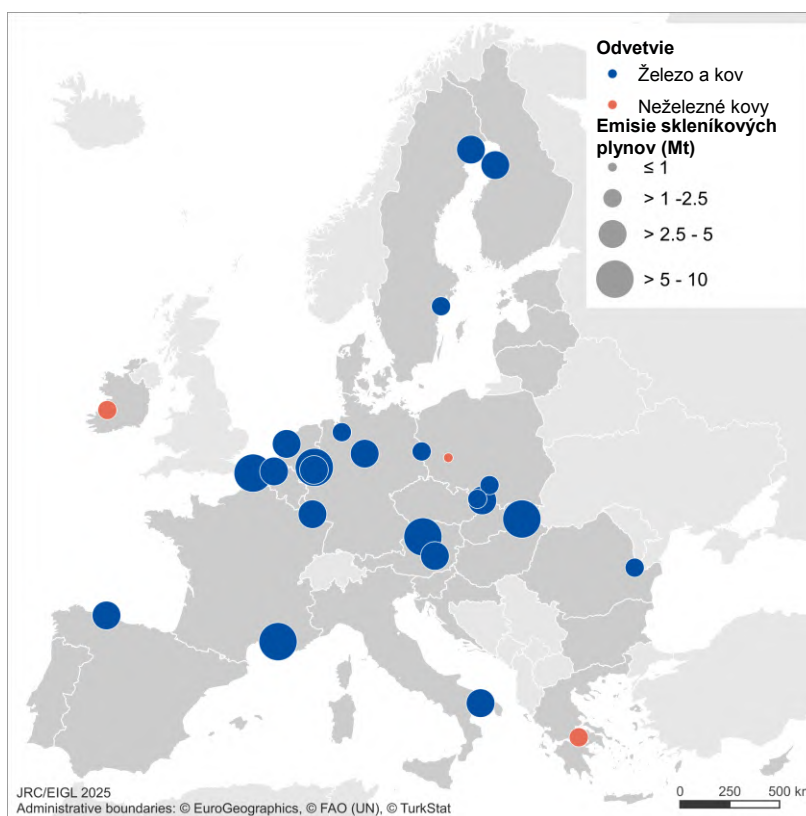 Odvetvie
Železo a kov
Neželezné kovy
Emisie skleníkových
plynov (Mt)
≤ 1
> 1 -2.5
> 2.5 - 5
> 5 - 10
JRC/EIGL 2025
Administrative boundaries: © EuroGeographics, © FAO (UN), © TurkStat
0 250 500 km